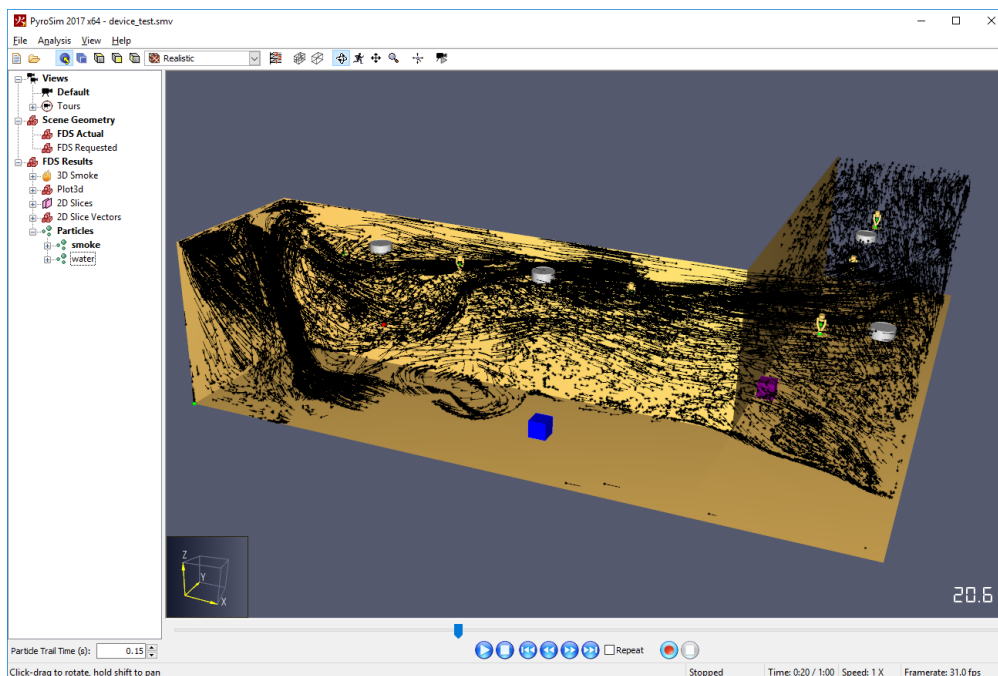 PyroSim 2017 x64 - device_test.smv
File Analysis View Help
Realistic
Views
Default
Tours
Scene Geometry
FDS Actual
FDS Requested
FDS Results
3D Smoke
Plot3d
2D Slices
2D Slice Vectors
Particles
smoke
water
Z
Y
X
20.6
Particle Trail Time (s): 0.15
Repeat
Click-drag to rotate, hold shift to pan
Stopped
Time: 0:20 / 1:00
Speed: 1 X
Framerate: 31.0 fps